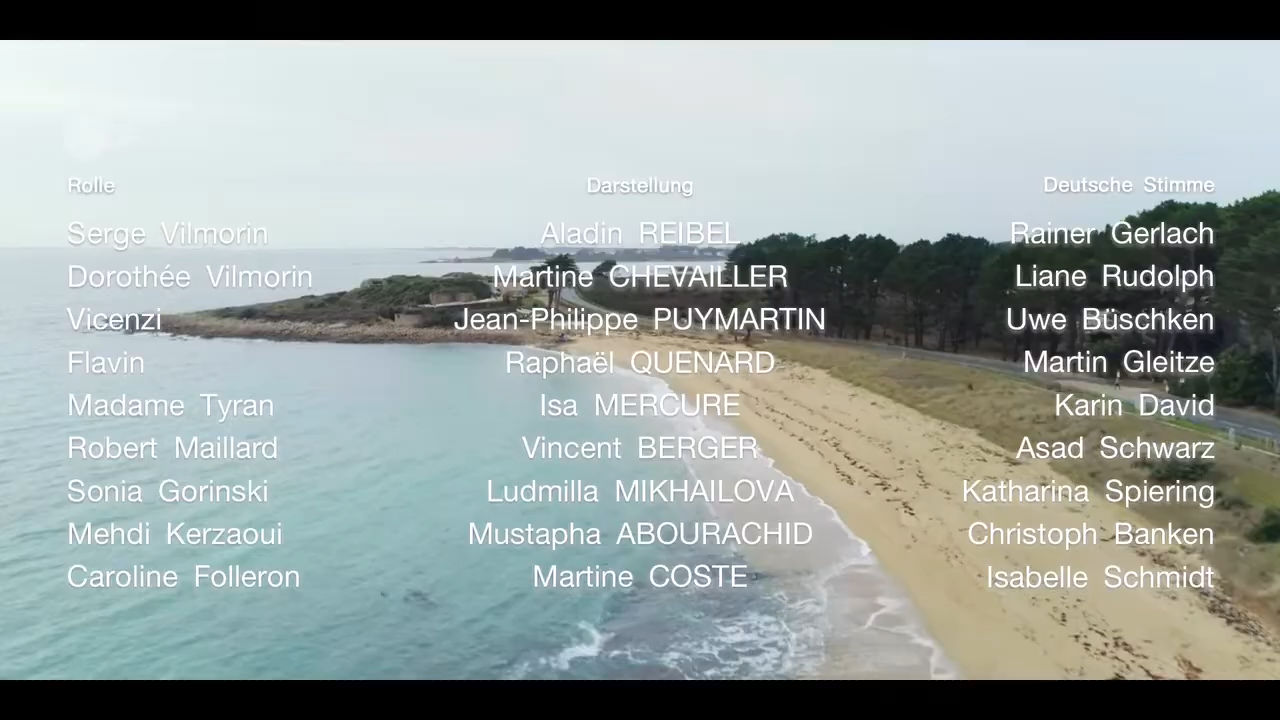 Rolle Darstellung Deutsche Stimme
Serge Vilmorin Aladin REIBEL Rainer Gerlach
Dorothée Vilmorin Martine CHEVAILLER Liane Rudolph
Vicenzi Jean-Philippe PUYMARTIN Uwe Büschken
Flavin Raphaël QUENARD Martin Gleitze
Madame Tyran Isa MERCURE Karin David
Robert Maillard Vincent BERGER Asad Schwarz
Sonia Gorinski Ludmilla MIKHAILOVA Katharina Spiering
Mehdi Kerzaoui Mustapha ABOURACHID Christoph Banken
Caroline Folleron Martine COSTE Isabelle Schmidt